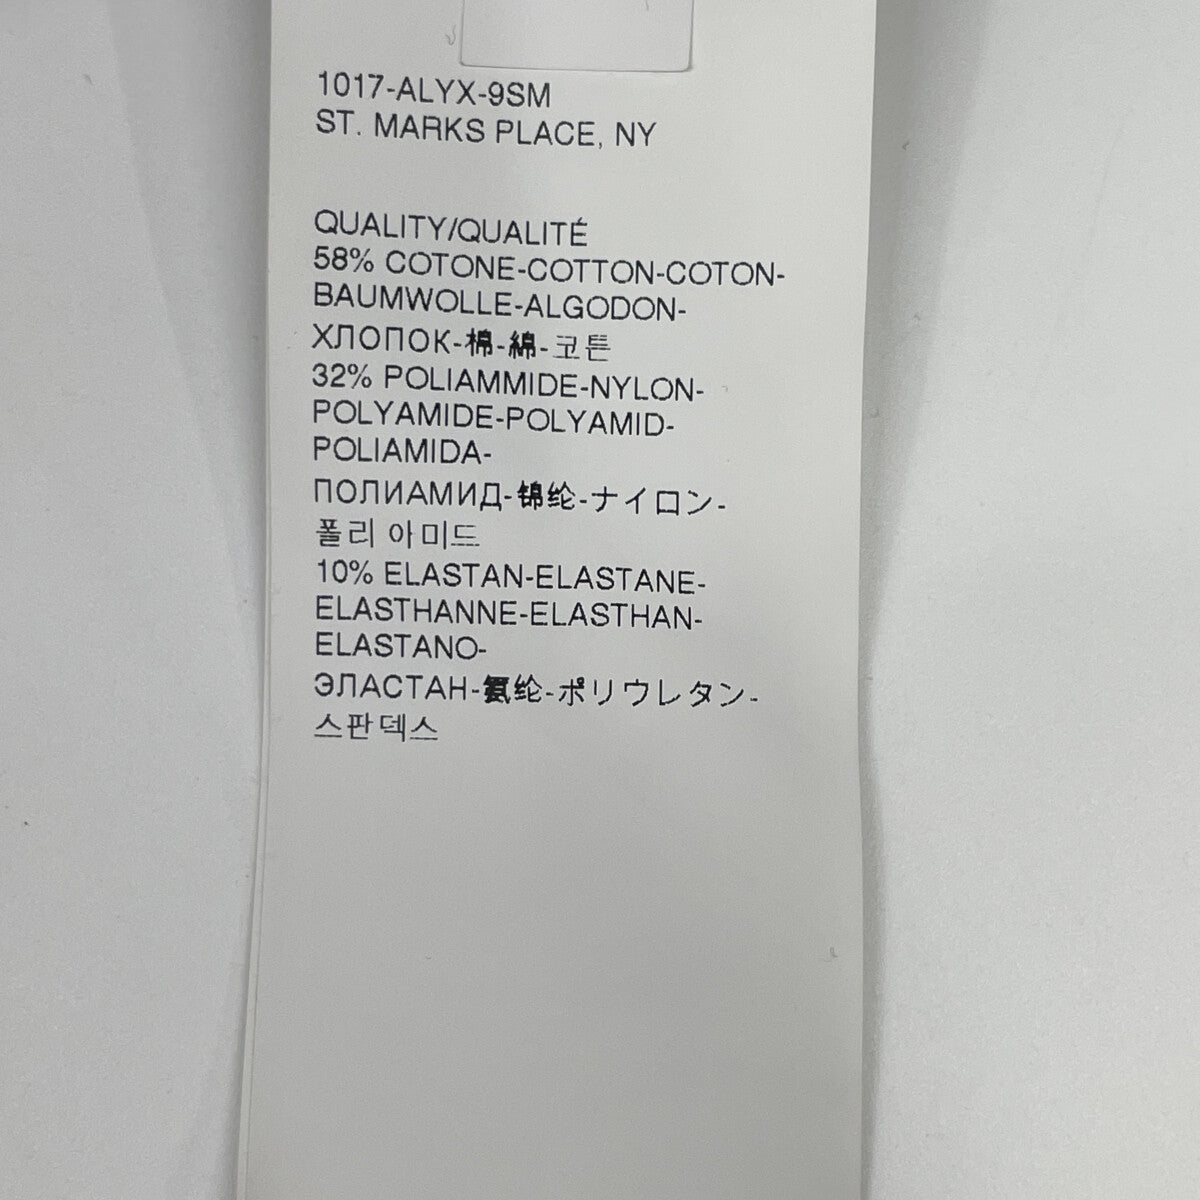 1017-ALYX-9SM
ST. MARKS PLACE, NY
QUALITY/QUALITÉ
58% COTONE-COTTON-COTON-
BAUMWOLLE-ALGODON-
ХЛОПОК-棉-綿-코튼
32% POLIAMMIDE-NYLON-
POLYAMIDE-POLYAMID-
POLIAMIDA-
ПОЛИАМИД-锦纶-ナイロン-
폴리 아미드
10% ELASTAN-ELASTANE-
ELASTHANNE-ELASTHAN-
ELASTANO-
ЭЛАСТАН-氨纶-ポリウレタン-
스판덱스